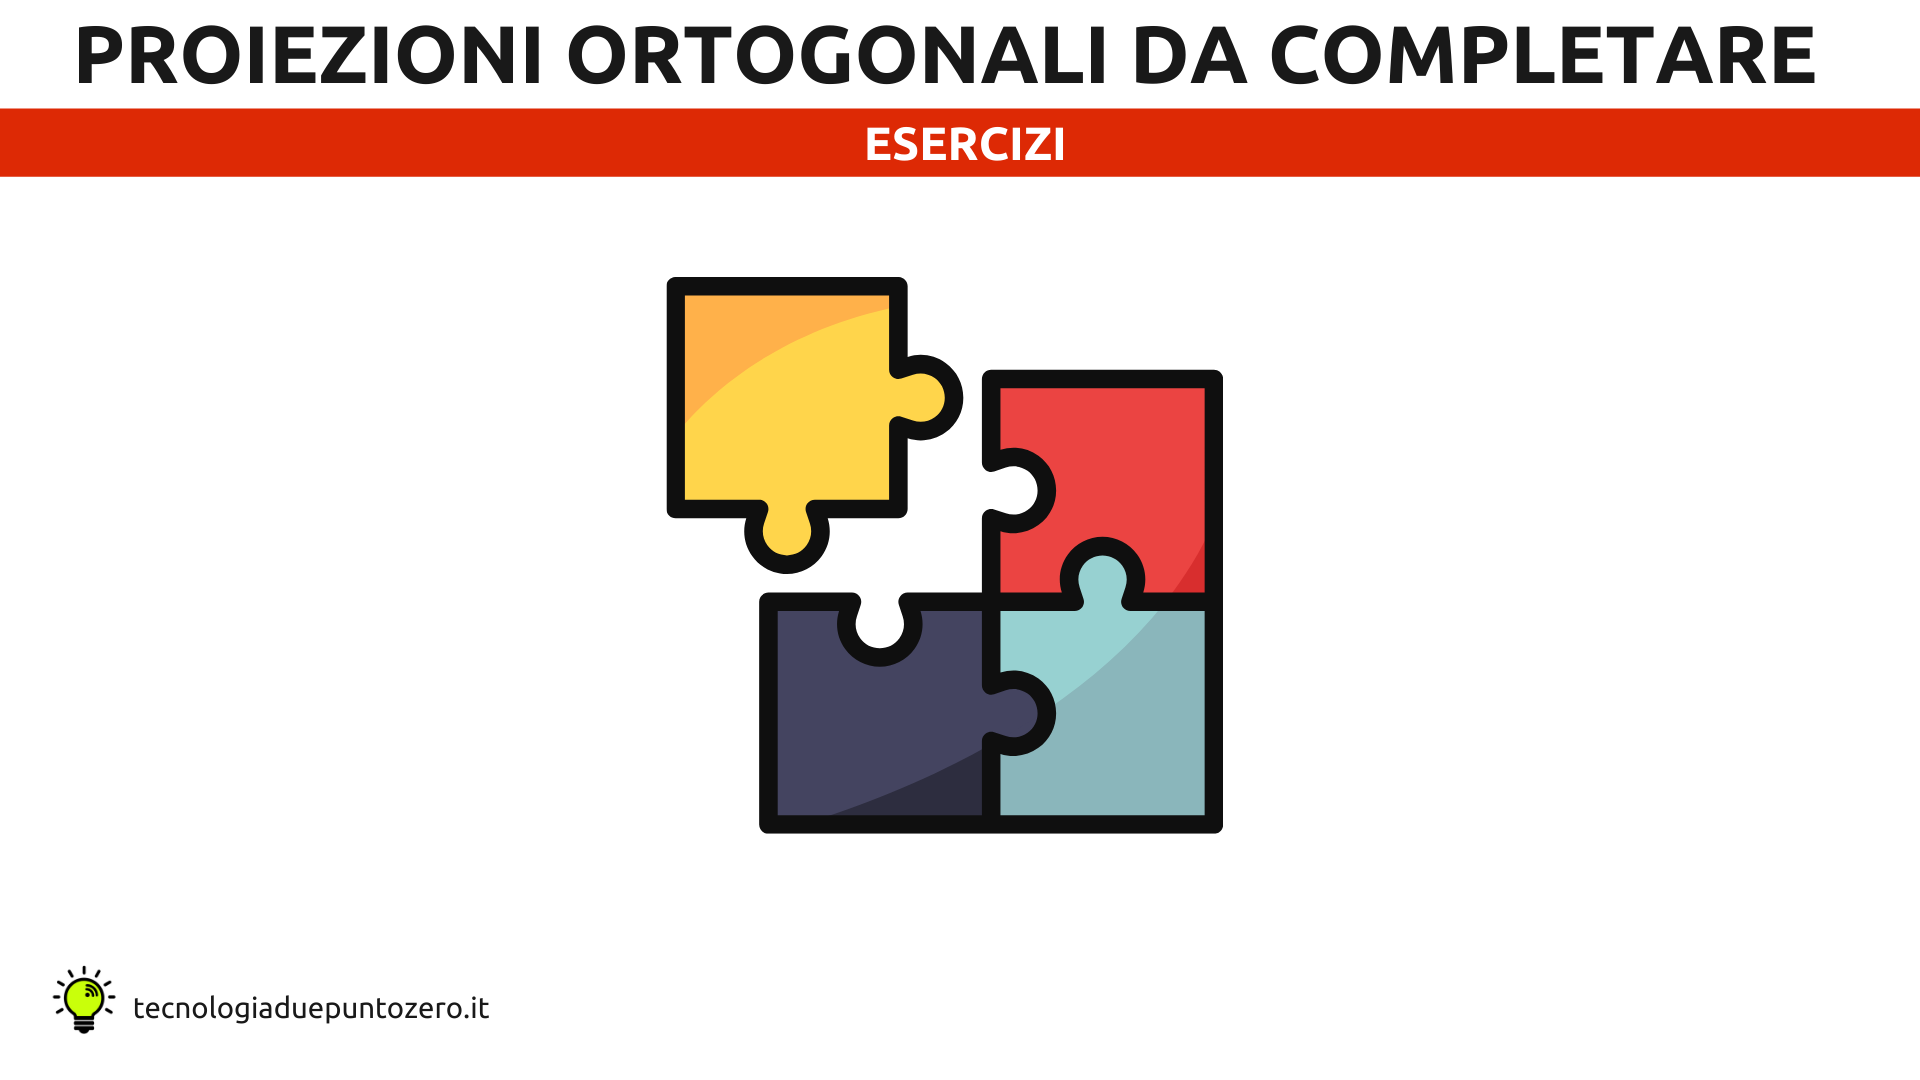 PROIEZIONI ORTOGONALI DA COMPLETARE
ESERCIZI
tecnologiaduepuntozero.it